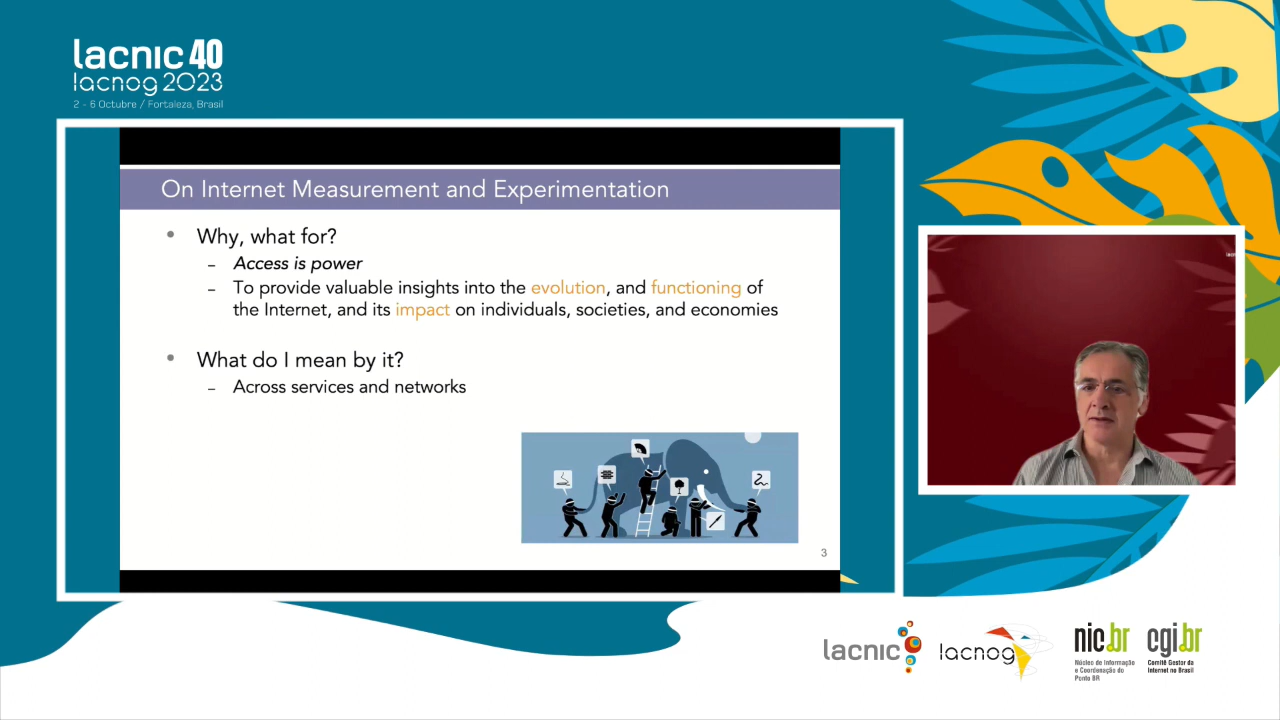 lacnic 40
lacnog 2023
2 - 6 Octubre / Fortaleza, Brasil
On Internet Measurement and Experimentation
• Why, what for?
– Access is power
– To provide valuable insights into the evolution, and functioning of
the Internet, and its impact on individuals, societies, and economies
• What do I mean by it?
– Across services and networks
3
lacnic
lacnog
nic.br
Núcleo de Informação
e Coordenação do
Ponto BR
cgi.br
Comitê Gestor da
Internet no Brasil